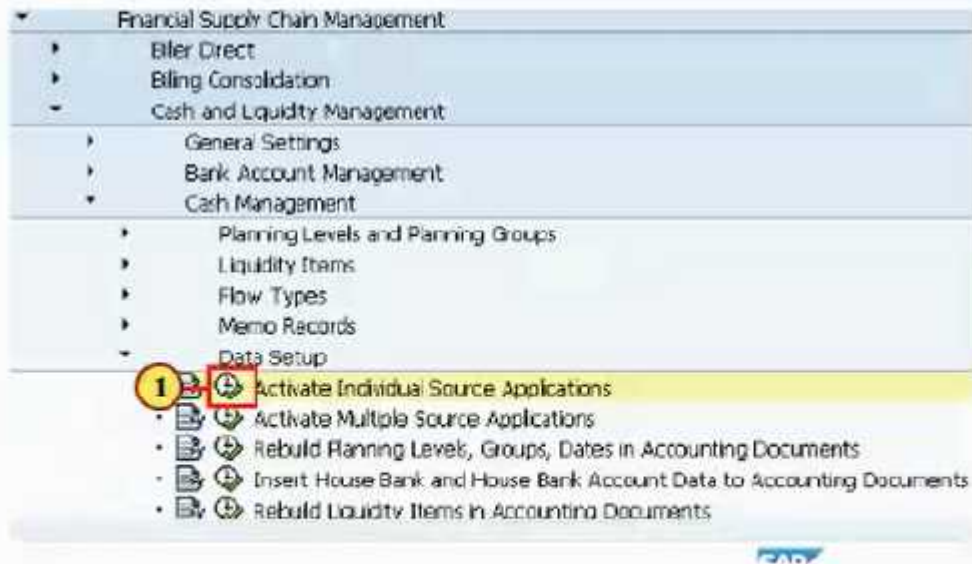 Financial Supply Chain Management
Biller Direct
Billing Consolidation
Cash and Liquidity Management
General Settings
Bank Account Management
Cash Management
Planning Levels and Planning Groups
Liquidity Items
Flow Types
Memo Records
Data Setup
1 Activate Individual Source Applications
Activate Multiple Source Applications
Rebuild Planning Levels, Groups, Dates in Accounting Documents
Insert House Bank and House Bank Account Data to Accounting Documents
Rebuild Liquidity Items in Accounting Documents
SAP